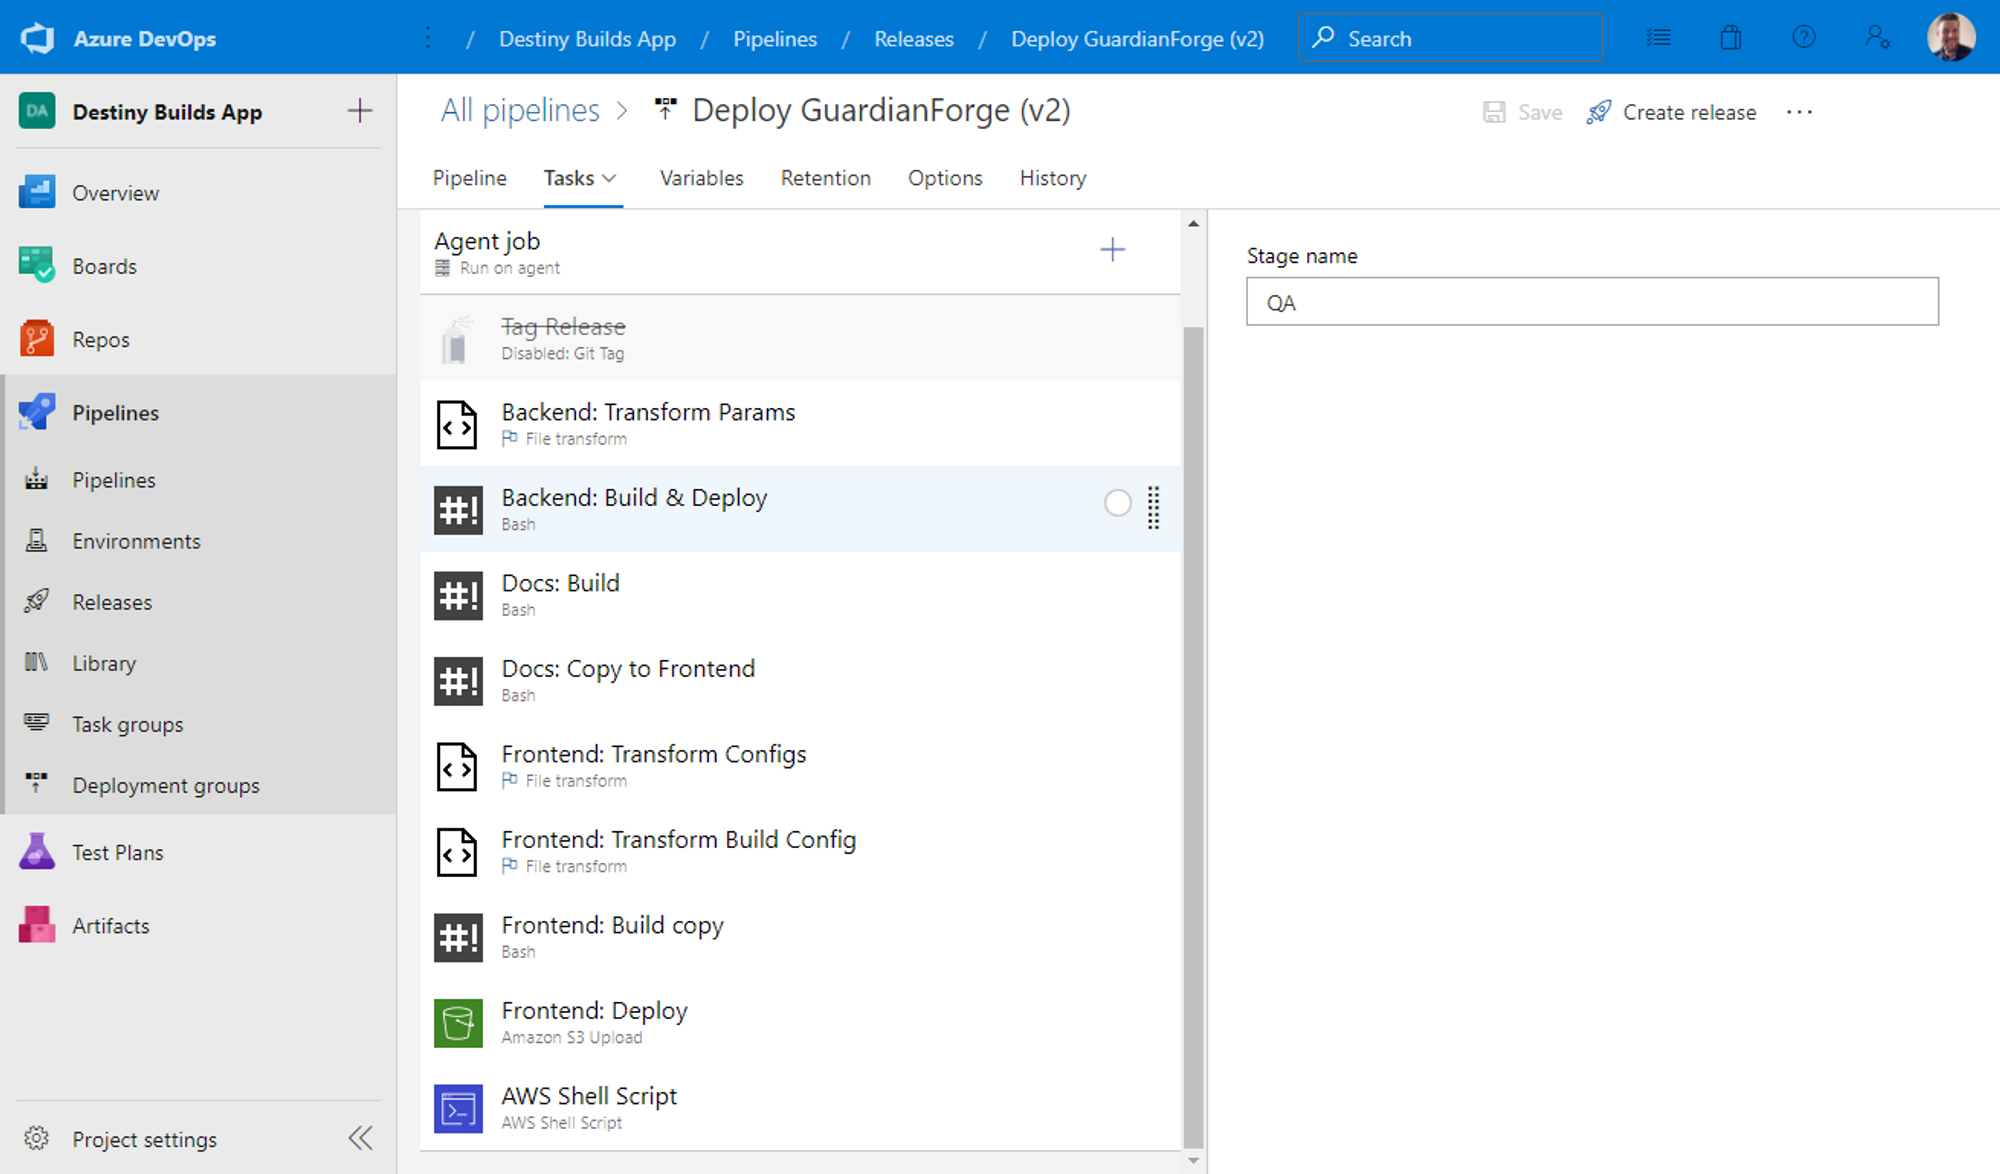 Azure DevOps
/ Destiny Builds App / Pipelines / Releases / Deploy GuardianForge (v2)
Search
DA
Destiny Builds App
Overview
Boards
Repos
Pipelines
Pipelines
Environments
Releases
Library
Task groups
Deployment groups
Test Plans
Artifacts
Project settings
All pipelines > Deploy GuardianForge (v2)
Save
Create release
Pipeline
Tasks
Variables
Retention
Options
History
Agent job
Run on agent
Tag Release
Disabled: Git Tag
Backend: Transform Params
File transform
#!
Backend: Build & Deploy
Bash
#!
Docs: Build
Bash
#!
Docs: Copy to Frontend
Bash
Frontend: Transform Configs
File transform
Frontend: Transform Build Config
File transform
#!
Frontend: Build copy
Bash
Frontend: Deploy
Amazon S3 Upload
AWS Shell Script
AWS Shell Script
Stage name
QA